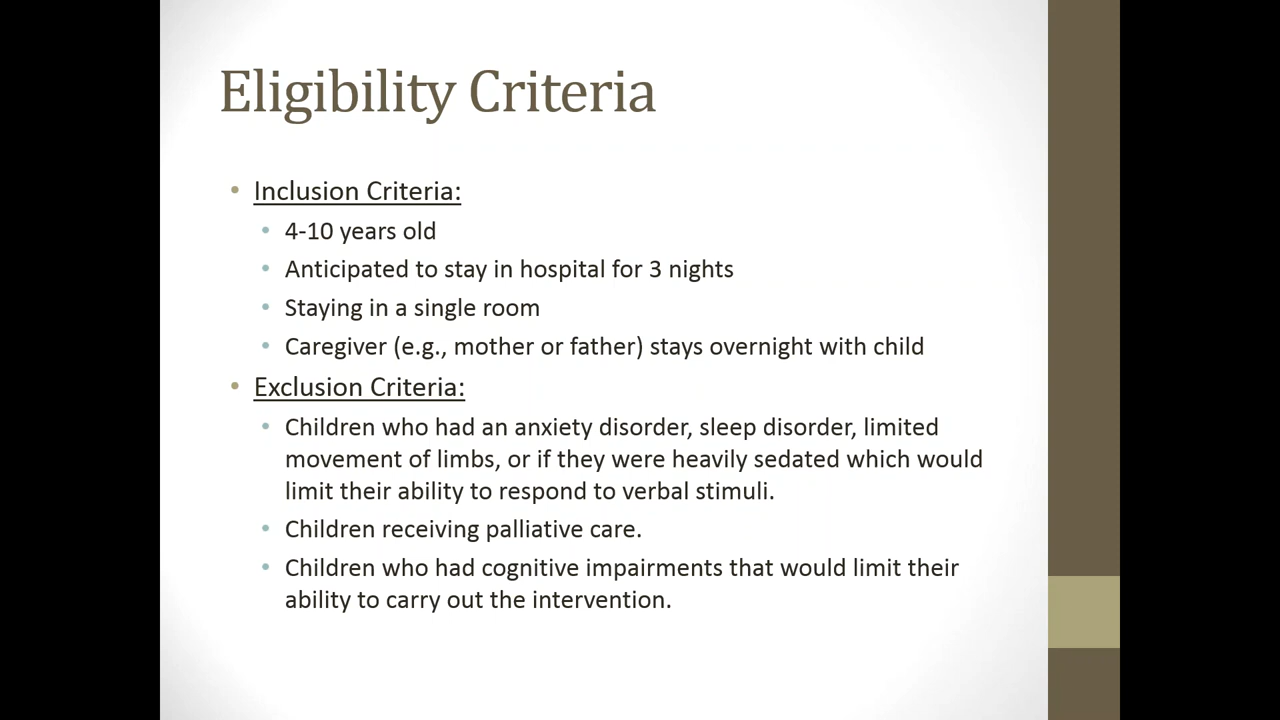 Eligibility Criteria
• Inclusion Criteria:
• 4-10 years old
• Anticipated to stay in hospital for 3 nights
• Staying in a single room
• Caregiver (e.g., mother or father) stays overnight with child
• Exclusion Criteria:
• Children who had an anxiety disorder, sleep disorder, limited
movement of limbs, or if they were heavily sedated which would
limit their ability to respond to verbal stimuli.
• Children receiving palliative care.
• Children who had cognitive impairments that would limit their
ability to carry out the intervention.